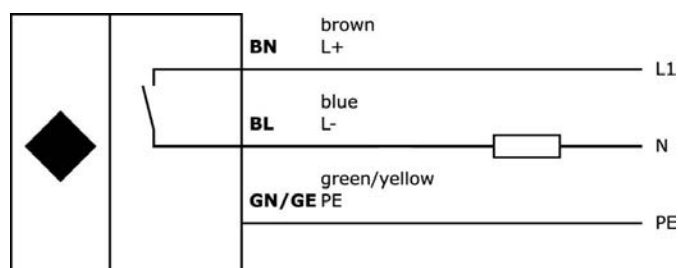 brown
BN L+
L1
blue
BL L-
N
green/yellow
GN/GE PE
PE